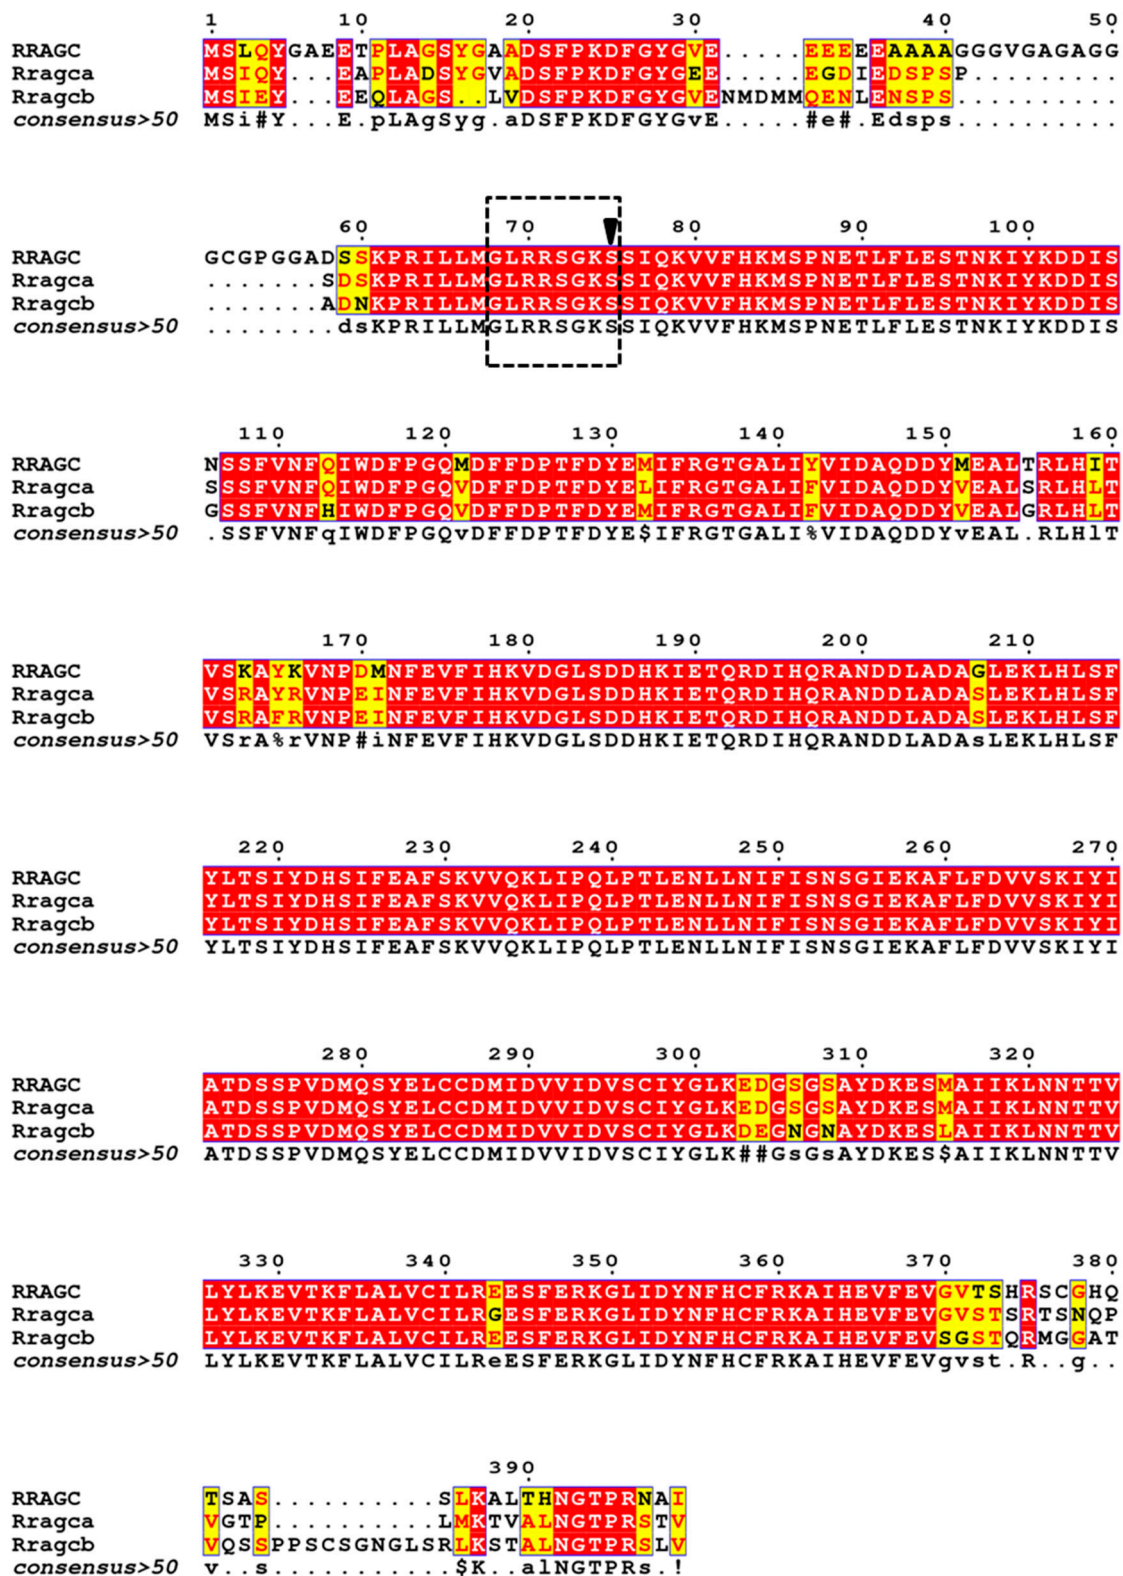 1 10 20 30 40 50
RRAGC MSLQYGAEETPLAGSYGAADSFPKDFGYGVE.....EEEEEAAAAGGGVGAGAGG
Rragca MSIQY...EAPLADSYGVADSFPKDFGYGEE.....EGDIEDSPSP.........
Rragcb MSIEY...EEQLAGS..LVDSFPKDFGYGVENMDMMQENLENSPS..........
consensus>50 MSi#Y...E.pLAgSyg.aDSFPKDFGYGvE.....#e#.Edsps..........
60 70 80 90 100
RRAGC GCGPGGADSSKPRILLMGLRRSGKSSIQKVVFHKMSPNETLFLESTNKIYKDDIS
Rragca .......SDSKPRILLMGLRRSGKSSIQKVVFHKMSPNETLFLESTNKIYKDDIS
Rragcb .......ADNKPRILLMGLRRSGKSSIQKVVFHKMSPNETLFLESTNKIYKDDIS
consensus>50 ........dsKPRILLMGLRRSGKSSIQKVVFHKMSPNETLFLESTNKIYKDDIS
110 120 130 140 150 160
RRAGC NSSFVNFQIWDFPGQMDFFDPTFDYEMIFRGTGALIYVIDAQDDYMEALTRLHIT
Rragca SSSFVNFQIWDFPGQVDFFDPTFDYELIFRGTGALIFVIDAQDDYVEALSRLHLT
Rragcb GSSFVNFHIWDFPGQVDFFDPTFDYEMIFRGTGALIFVIDAQDDYVEALGRLHLT
consensus>50 .SSFVNFqIWDFPGQvDFFDPTFDYE$IFRGTGALI%VIDAQDDYvEAL.RLHlT
170 180 190 200 210
RRAGC VSKAYKVNPDMNFEVFIHKVDGLSDDHKIETQRDIHQRANDDLADAGLEKLHLSF
Rragca VSRAYRVNPEINFEVFIHKVDGLSDDHKIETQRDIHQRANDDLADASLEKLHLSF
Rragcb VSRAFRVNPEINFEVFIHKVDGLSDDHKIETQRDIHQRANDDLADASLEKLHLSF
consensus>50 VSrA%rVNP#iNFEVFIHKVDGLSDDHKIETQRDIHQRANDDLADAsLEKLHLSF
220 230 240 250 260 270
RRAGC YLTSIYDHSIFEAFSKVVQKLIPQLPTLENLLNIFISNSGIEKAFLFDVVSKIYI
Rragca YLTSIYDHSIFEAFSKVVQKLIPQLPTLENLLNIFISNSGIEKAFLFDVVSKIYI
Rragcb YLTSIYDHSIFEAFSKVVQKLIPQLPTLENLLNIFISNSGIEKAFLFDVVSKIYI
consensus>50 YLTSIYDHSIFEAFSKVVQKLIPQLPTLENLLNIFISNSGIEKAFLFDVVSKIYI
280 290 300 310 320
RRAGC ATDSSPVDMQSYELCCDMIDVVIDVSCIYGLKEDGSGSAYDKESMAIIKLNNTTV
Rragca ATDSSPVDMQSYELCCDMIDVVIDVSCIYGLKEDGSGSAYDKESMAIIKLNNTTV
Rragcb ATDSSPVDMQSYELCCDMIDVVIDVSCIYGLKDEGNGNAYDKESLAIIKLNNTTV
consensus>50 ATDSSPVDMQSYELCCDMIDVVIDVSCIYGLK##GsGsAYDKES$AIIKLNNTTV
330 340 350 360 370 380
RRAGC LYLKEVTKFLALVCILREESFERKGLIDYNFHCFRKAIHEVFEVGVTSHRSCGHQ
Rragca LYLKEVTKFLALVCILRGESFERKGLIDYNFHCFRKAIHEVFEVGVSTSRTSNQP
Rragcb LYLKEVTKFLALVCILREESFERKGLIDYNFHCFRKAIHEVFEVSGSTQRMGGAT
consensus>50 LYLKEVTKFLALVCILReESFERKGLIDYNFHCFRKAIHEVFEVgvst.R..g..
390
RRAGC TSAS..........SLKALTHNGTPRNAI
Rragca VGTP..........LMKTVALNGTPRSTV
Rragcb VQSSPPSCSGNGLSRLKSTALNGTPRSLV
consensus>50 v..s...........$K..alNGTPRs.!